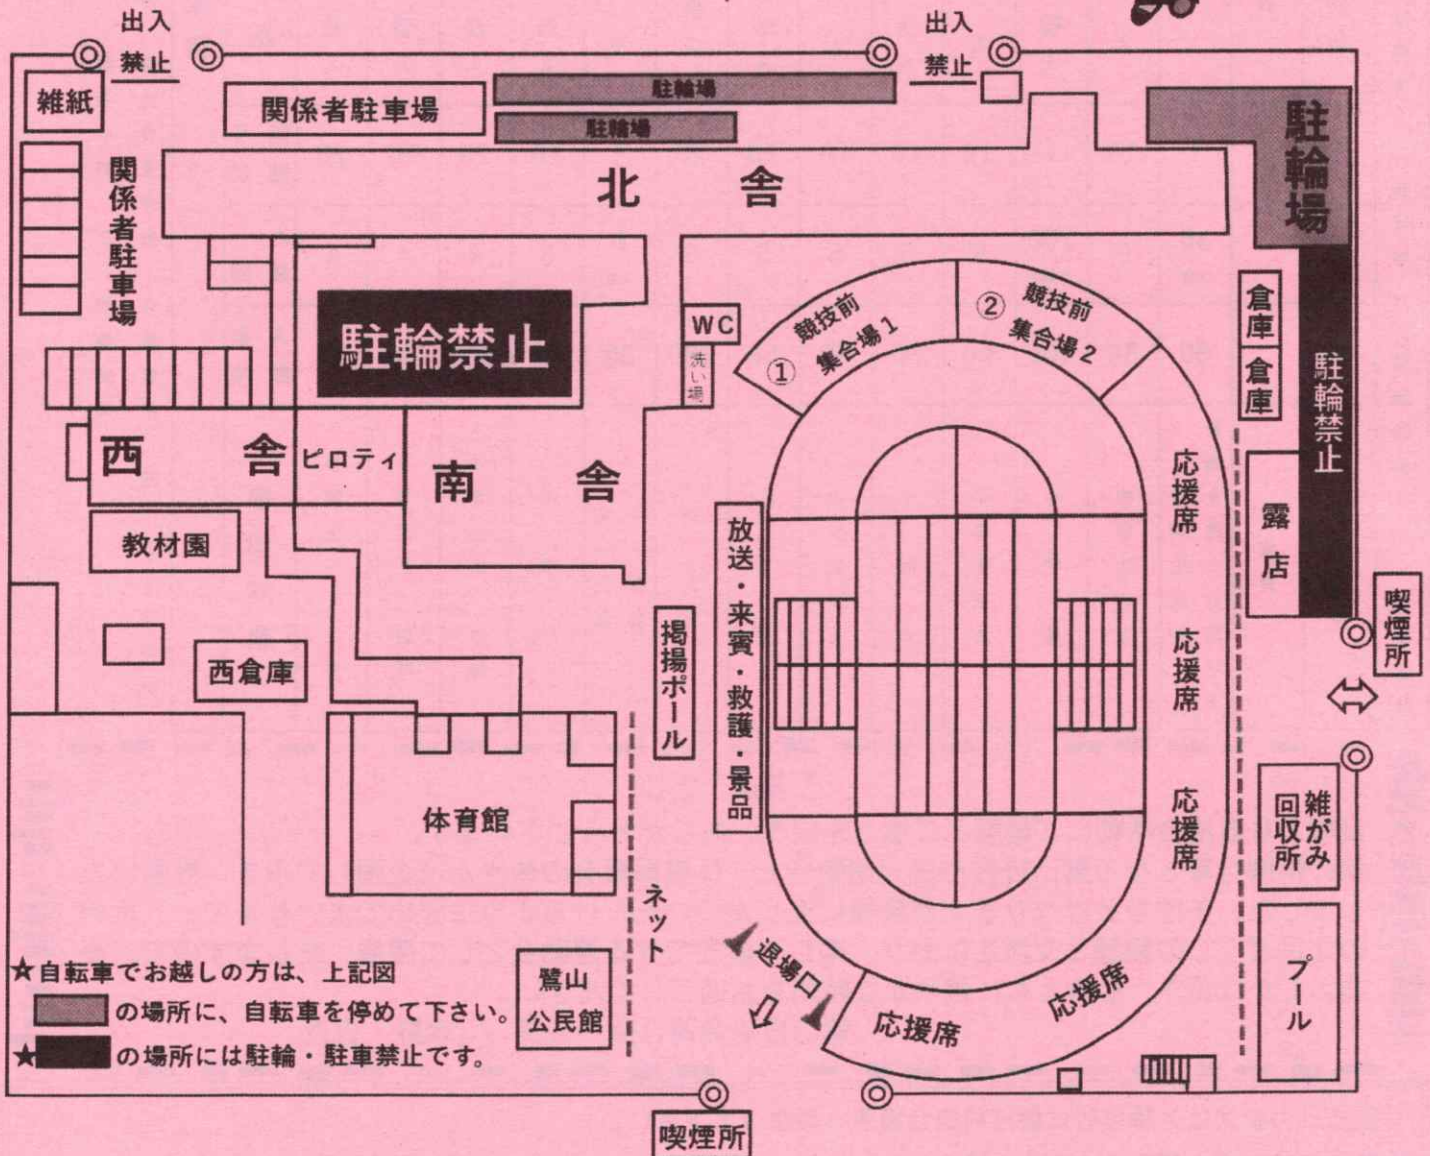 出入
禁止
出入
禁止
雑紙
関係者駐車場
駐輪場
駐輪場
駐輪場
関係者駐車場
北舎
駐輪禁止
WC
洗い場
① 競技前
集合場1
② 競技前
集合場2
倉庫
倉庫
駐輪禁止
西舎
ピロティ
南舎
応援席
露店
教材園
放送・来賓・救護・景品
掲揚ポール
応援席
喫煙所
西倉庫
体育館
応援席
雑がみ
回収所
ネット
退場口
応援席
応援席
プール
鷺山
公民館
★自転車でお越しの方は、上記図
の場所に、自転車を停めて下さい。
★の場所には駐輪・駐車禁止です。
喫煙所